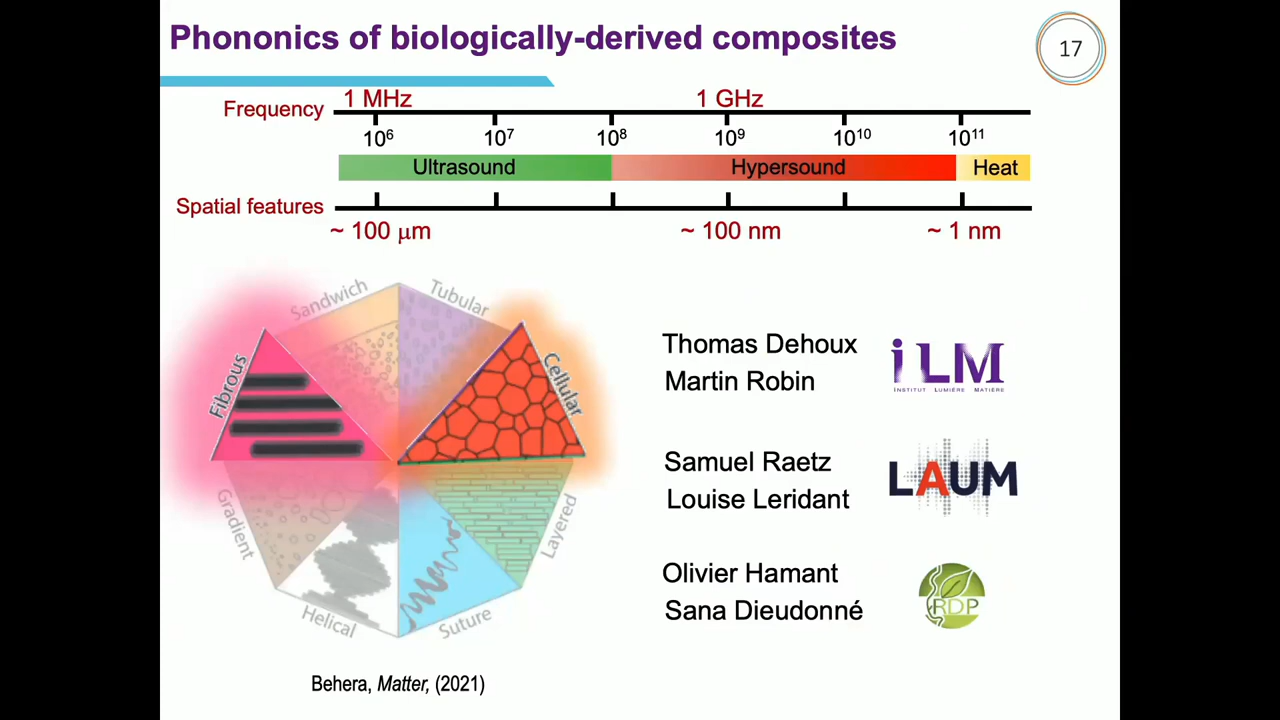 Phononics of biologically-derived composites
17
Frequency
1 MHz
1 GHz
10⁶ 10⁷ 10⁸ 10⁹ 10¹⁰ 10¹¹
Ultrasound Hypersound Heat
Spatial features
~ 100 μm ~ 100 nm ~ 1 nm
Sandwich
Tubular
Fibrous
Cellular
Gradient
Layered
Helical
Suture
Thomas Dehoux
Martin Robin
iLM
INSTITUT LUMIÈRE MATIÈRE
Samuel Raetz
Louise Leridant
LAUM
Olivier Hamant
Sana Dieudonné
RDP
Behera, Matter, (2021)